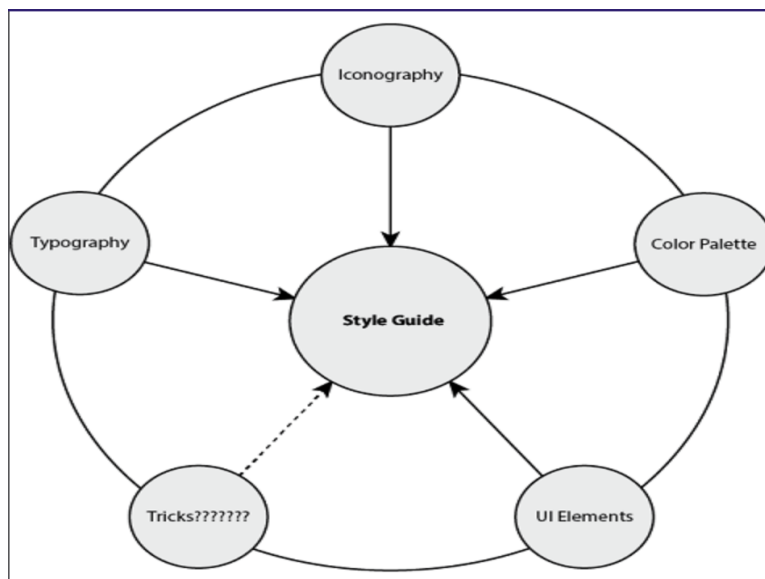 Iconography
Typography
Color Palette
Style Guide
Tricks???????
UI Elements